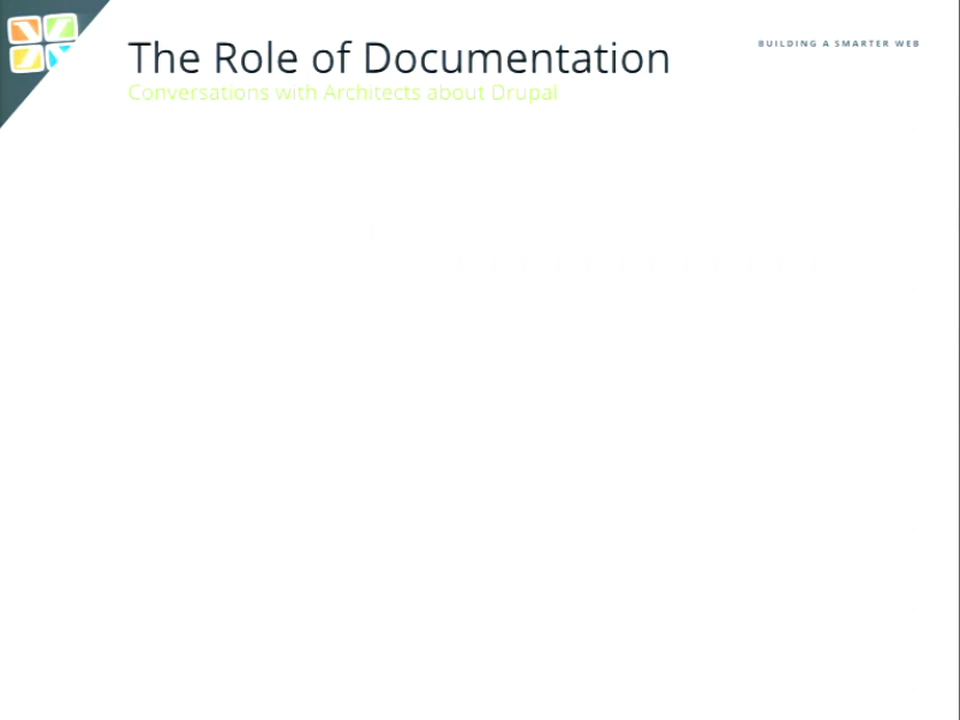 The Role of Documentation
BUILDING A SMARTER WEB
Conversations with Architects about Drupal